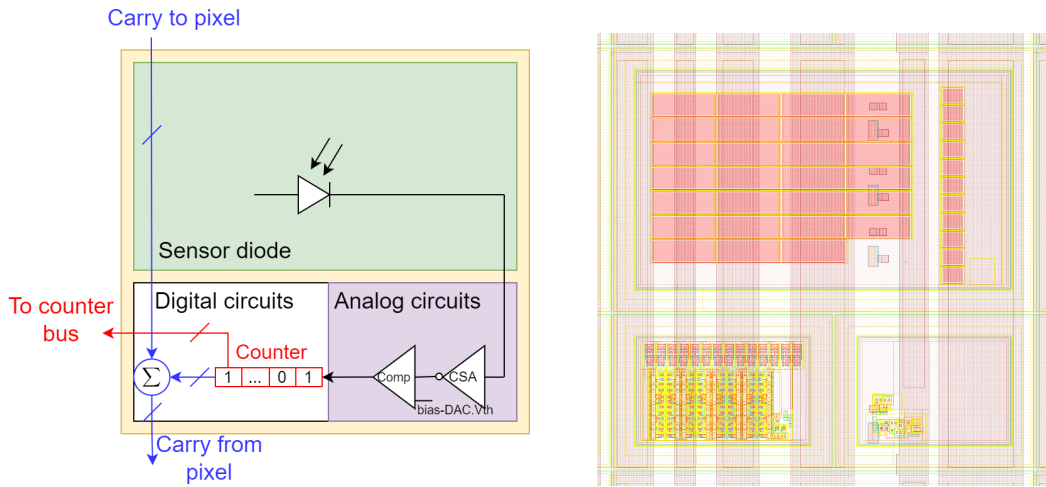 Carry to pixel
Sensor diode
To counter
bus
Digital circuits
Analog circuits
Counter
1 ... 0 1
Σ
Comp
CSA
bias-DAC.Vth
Carry from
pixel